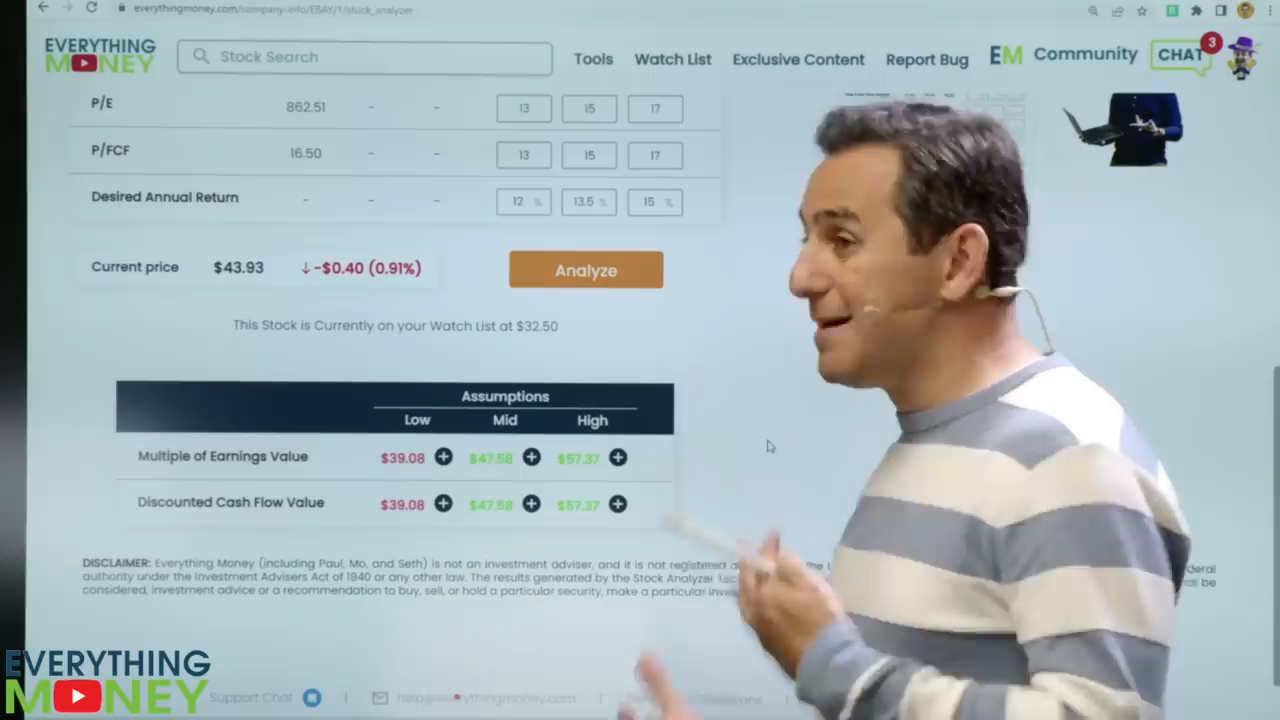 everythingmoney.com/company-info/EBAY/1/stock_analyzer
EVERYTHING
MONEY
Stock Search
Tools
Watch List
Exclusive Content
Report Bug
EM Community
CHAT
3
P/E 862.51 - - 13 15 17
P/FCF 16.50 - - 13 15 17
Desired Annual Return - - - 12 % 13.5 % 15 %
Current price $43.93 ↓-$0.40 (0.91%)
Analyze
This Stock is Currently on your Watch List at $32.50
Assumptions
Low Mid High
Multiple of Earnings Value $39.08 $47.58 $57.37
Discounted Cash Flow Value $39.08 $47.58 $57.37
DISCLAIMER: Everything Money (including Paul, Mo, and Seth) is not an investment adviser, and it is not registered
authority under the Investment Advisers Act of 1940 or any other law. The results generated by the Stock Analyzer
considered, investment advice or a recommendation to buy, sell, or hold a particular security, make a particular
be
EVERYTHING
MONEY
Support Chat | help@everythingmoney.com |